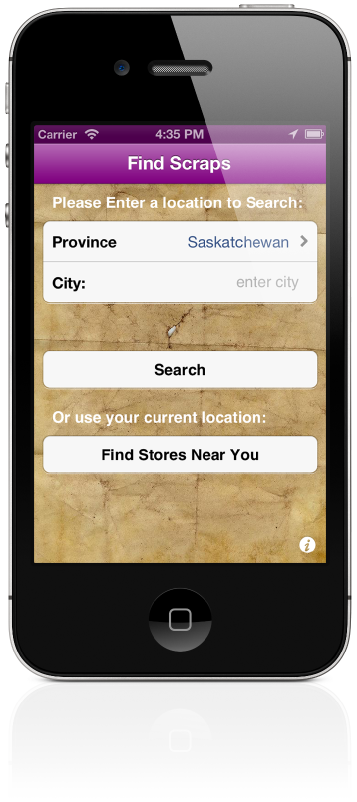 Carrier 4:35 PM
Find Scraps
Please Enter a location to Search:
Province Saskatchewan
City: enter city
Search
Or use your current location:
Find Stores Near You
i